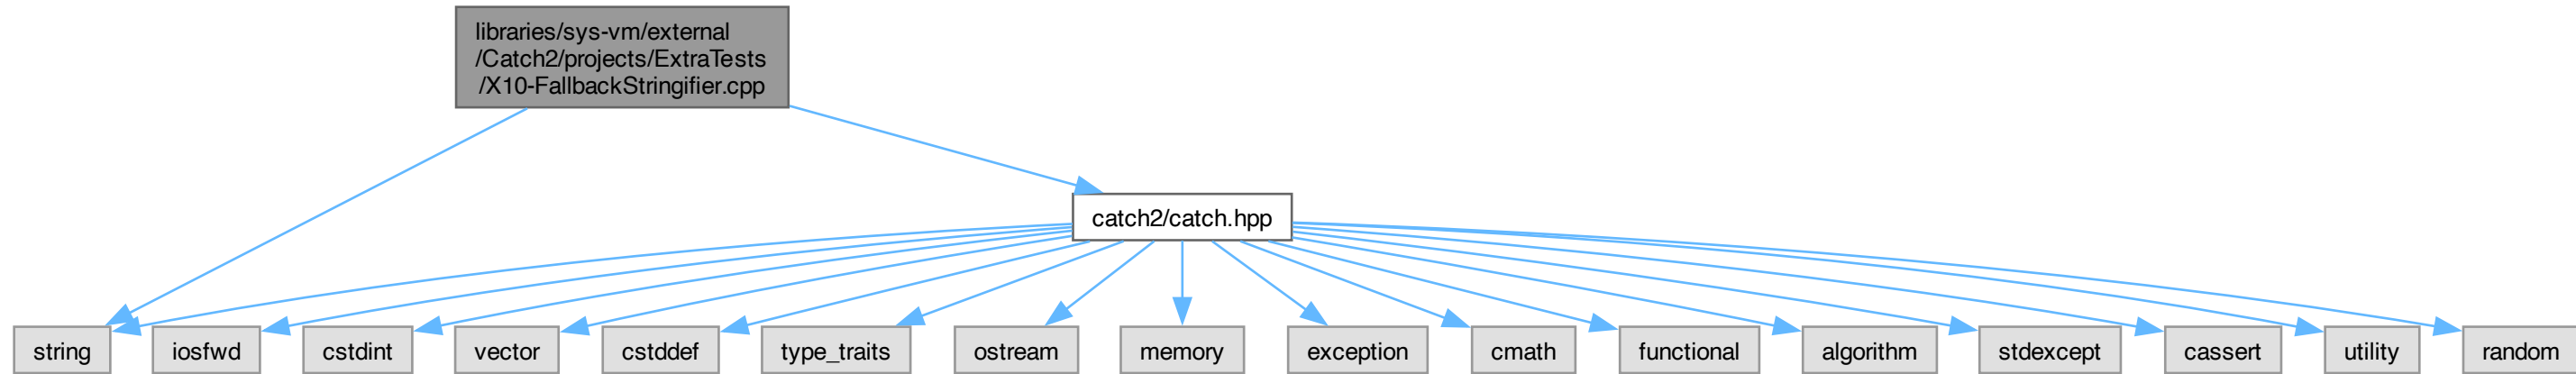 libraries/sys-vm/external
/Catch2/projects/ExtraTests
/X10-FallbackStringifier.cpp
catch2/catch.hpp
string
iosfwd
cstdint
vector
cstddef
type_traits
ostream
memory
exception
cmath
functional
algorithm
stdexcept
cassert
utility
random